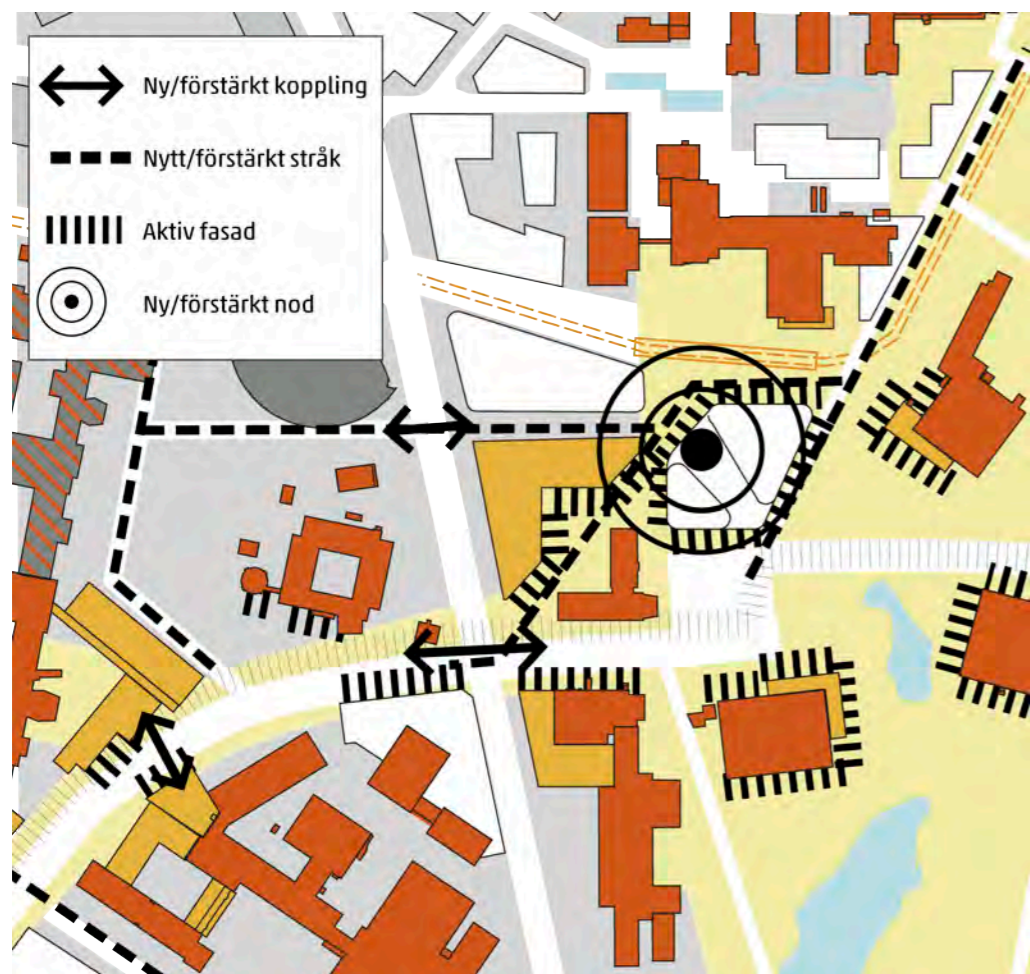 Ny/förstärkt koppling
Nytt/förstärkt stråk
Aktiv fasad
Ny/förstärkt nod